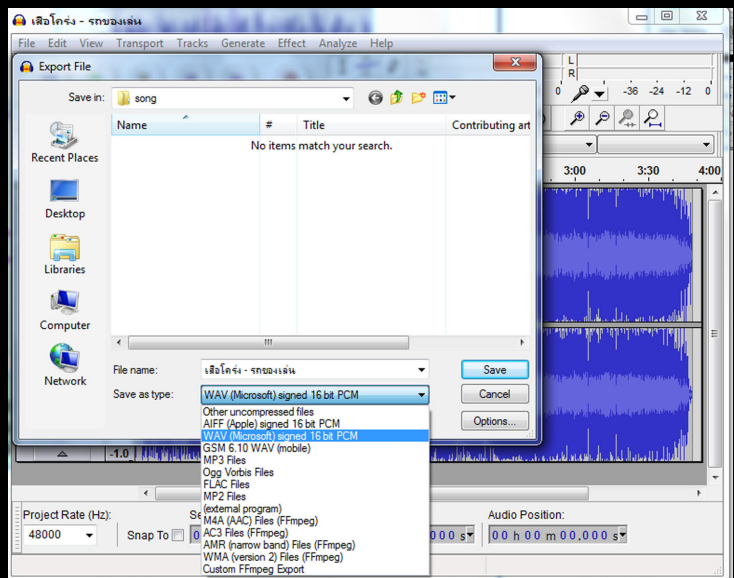 เสือโคร่ง - รถของเล่น
File Edit View Transport Tracks Generate Effect Analyze Help
Export File
L
R
Save in: song
0 -36 -24 -12 0
Name # Title Contributing art
No items match your search.
Recent Places
3:00 3:30 4:00
Desktop
Libraries
Computer
Network
File name: เสือโคร่ง - รถของเล่น Save
Save as type: WAV (Microsoft) signed 16 bit PCM Cancel
Other uncompressed files
AIFF (Apple) signed 16 bit PCM Options...
WAV (Microsoft) signed 16 bit PCM
GSM 6.10 WAV (mobile)
-1.0
MP3 Files
Ogg Vorbis Files
FLAC Files
MP2 Files
(external program)
M4A (AAC) Files (FFmpeg)
AC3 Files (FFmpeg)
AMR (narrow band) Files (FFmpeg)
WMA (version 2) Files (FFmpeg)
Custom FFmpeg Export
Project Rate (Hz): Audio Position:
48000 Snap To 00 h 00 m 00.000 s